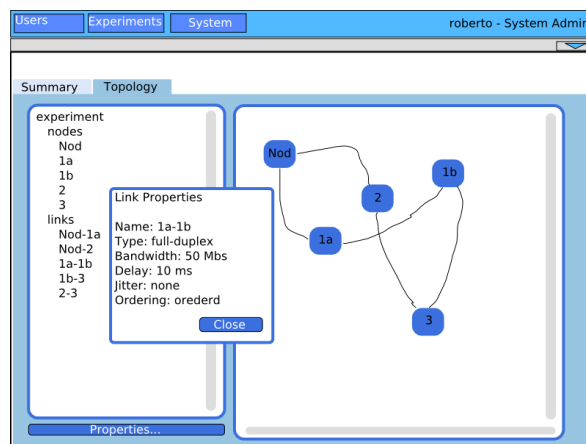 Users Experiments System roberto - System Admin
Summary Topology
experiment
nodes
Nod
1a
1b
2
3
links
Nod-1a
Nod-2
1a-1b
1b-3
2-3
Link Properties
Name: 1a-1b
Type: full-duplex
Bandwidth: 50 Mbs
Delay: 10 ms
Jitter: none
Ordering: orederd
Close
Properties...
Nod
1b
2
1a
3